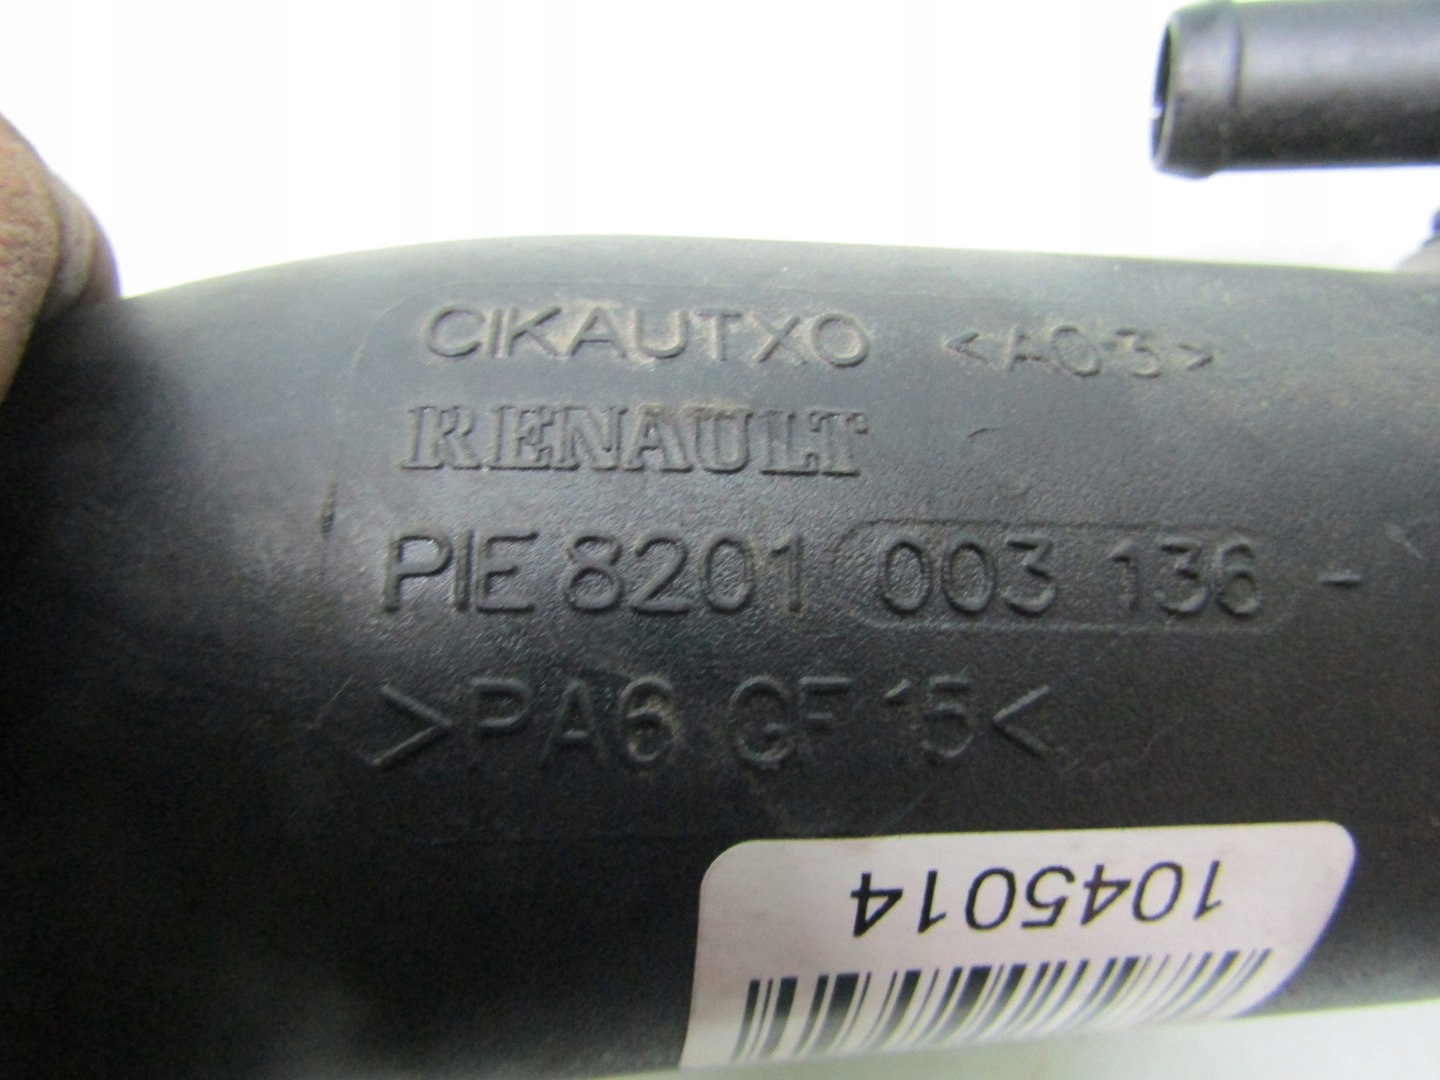 CIKAUTXO <A03>
RENAULT
PIE 8201 003 136 -
>PA6 GF 15<
1045014